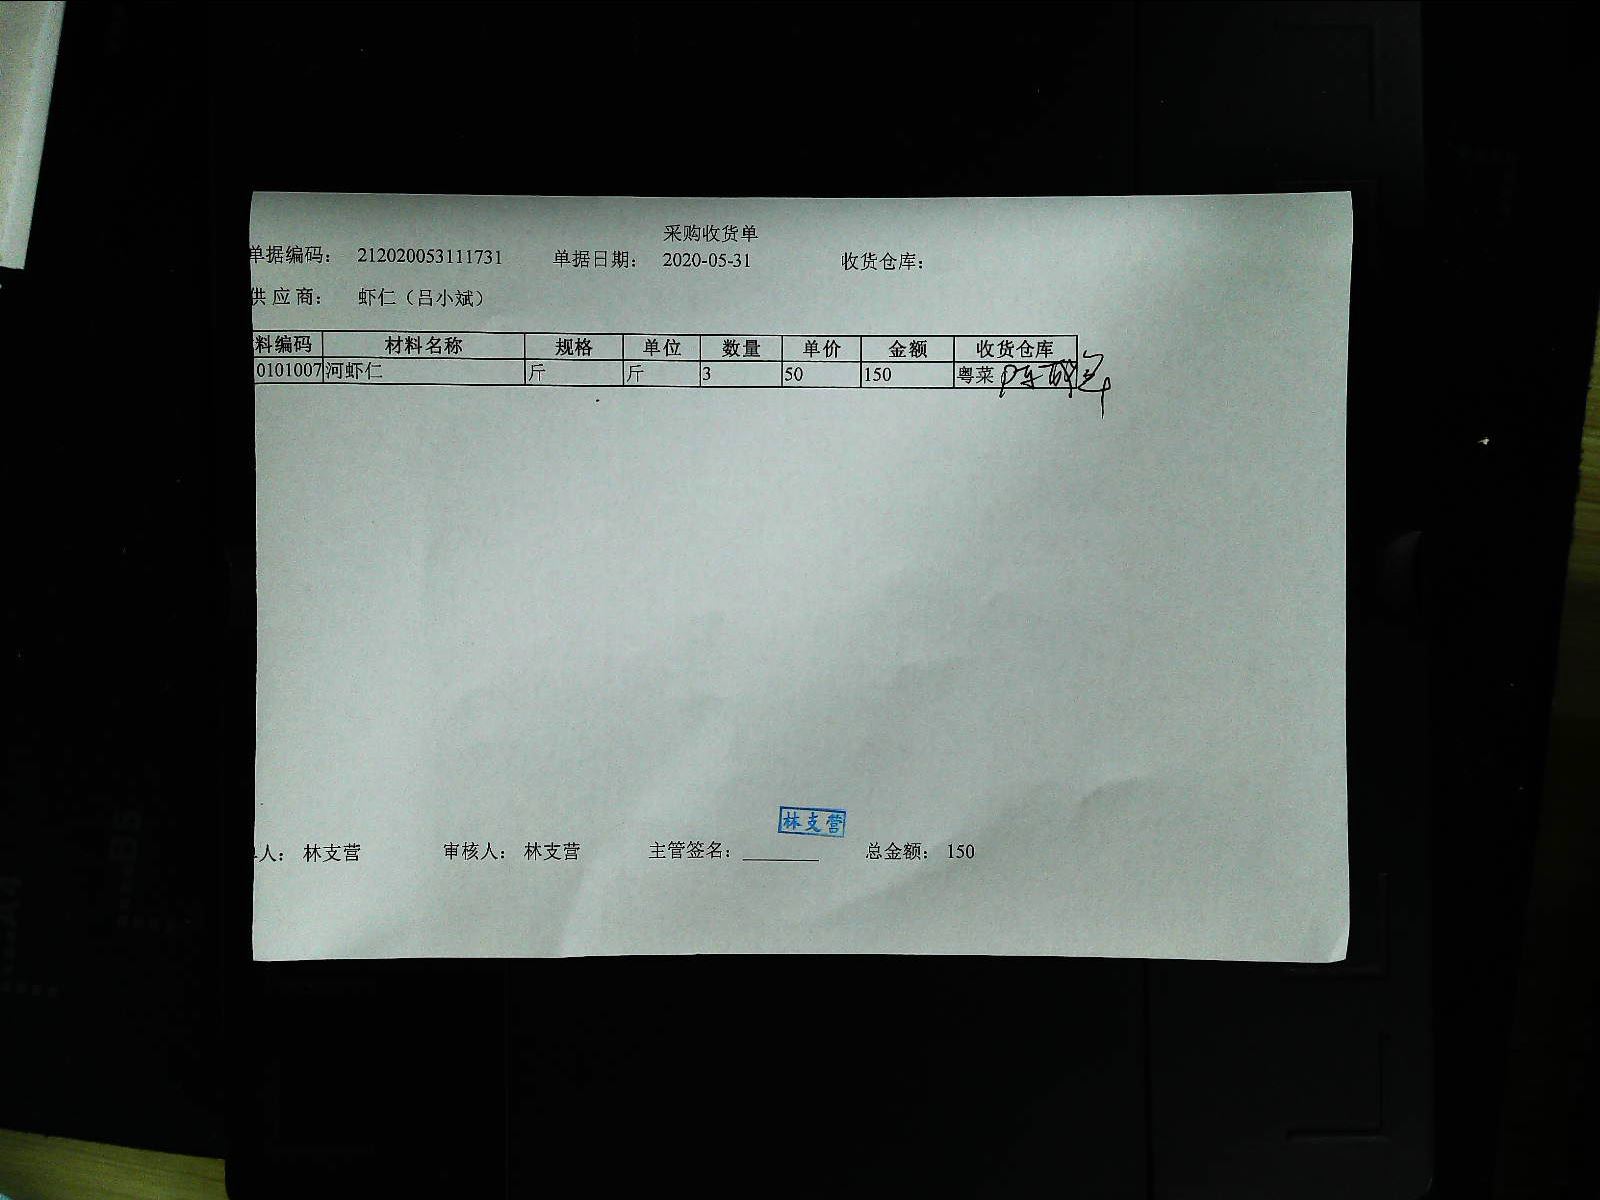 采购收货单
单据编码： 212020053111731 单据日期： 2020-05-31 收货仓库：
供应商： 虾仁（吕小斌）
料编码 材料名称 规格 单位 数量 单价 金额 收货仓库
0101007 河虾仁 斤 斤 3 50 150 粤菜
林支营
人： 林支营 审核人： 林支营 主管签名： ________ 总金额： 150